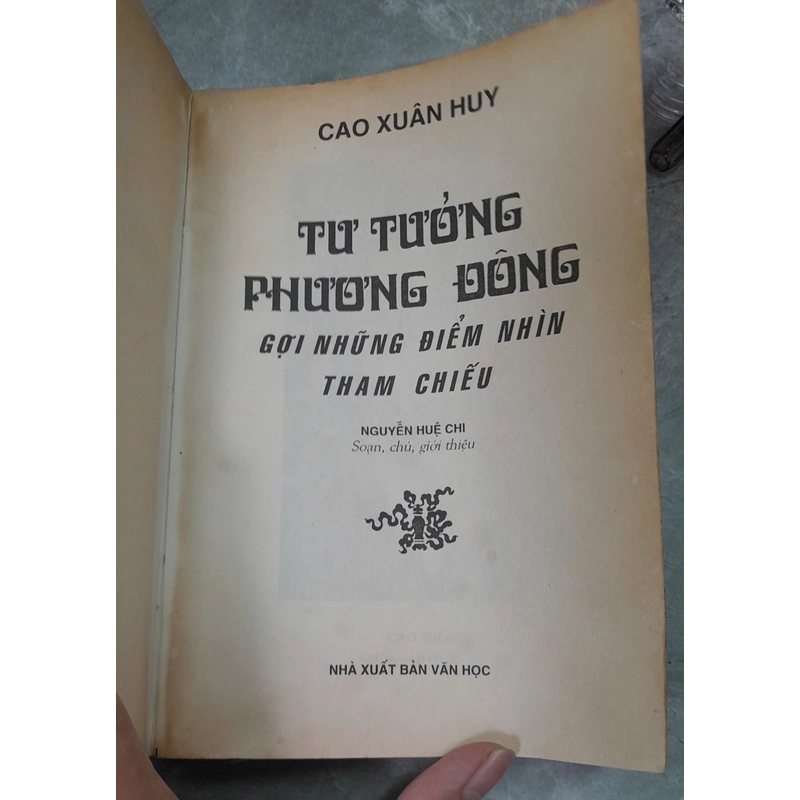 CAO XUÂN HUY
TƯ TƯỞNG
PHƯƠNG ĐÔNG
GỢI NHỮNG ĐIỂM NHÌN
THAM CHIẾU
NGUYỄN HUỆ CHI
Soạn, chú, giới thiệu
NHÀ XUẤT BẢN VĂN HỌC